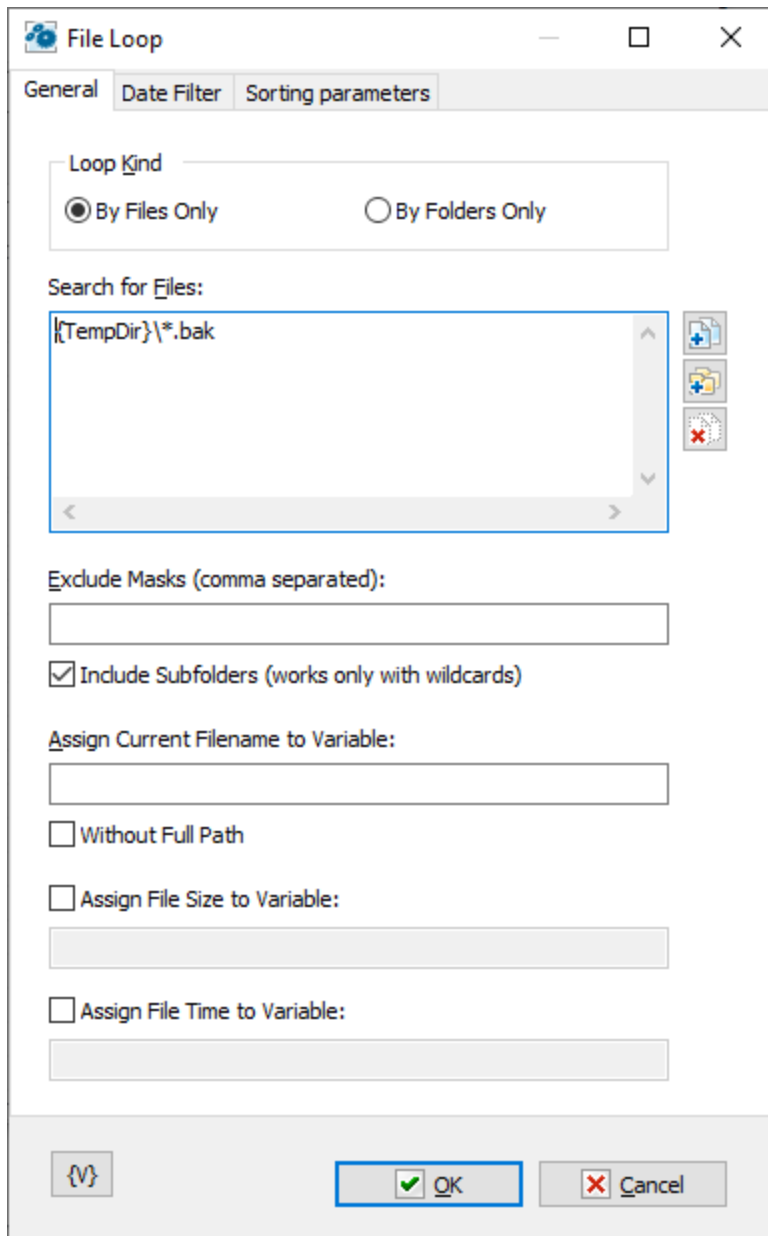 File Loop
General Date Filter Sorting parameters
Loop Kind
By Files Only By Folders Only
Search for Files:
{TempDir}\*.bak
Exclude Masks (comma separated):
Include Subfolders (works only with wildcards)
Assign Current Filename to Variable:
Without Full Path
Assign File Size to Variable:
Assign File Time to Variable:
{V} OK Cancel